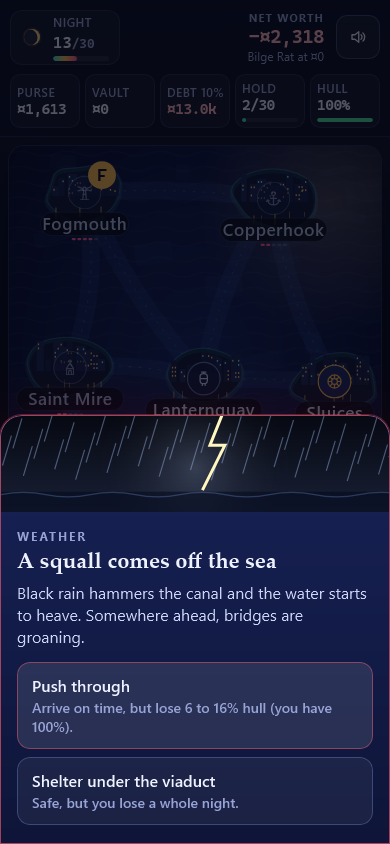 NIGHT
13/30
NET WORTH
−¤2,318
Bilge Rat at ¤0
PURSE
¤1,613
VAULT
¤0
DEBT 10%
¤13.0k
HOLD
2/30
HULL
100%
F
Fogmouth
Copperhook
Saint Mire
Lanternquay
Sluices
WEATHER
A squall comes off the sea
Black rain hammers the canal and the water starts
to heave. Somewhere ahead, bridges are
groaning.
Push through
Arrive on time, but lose 6 to 16% hull (you have
100%).
Shelter under the viaduct
Safe, but you lose a whole night.